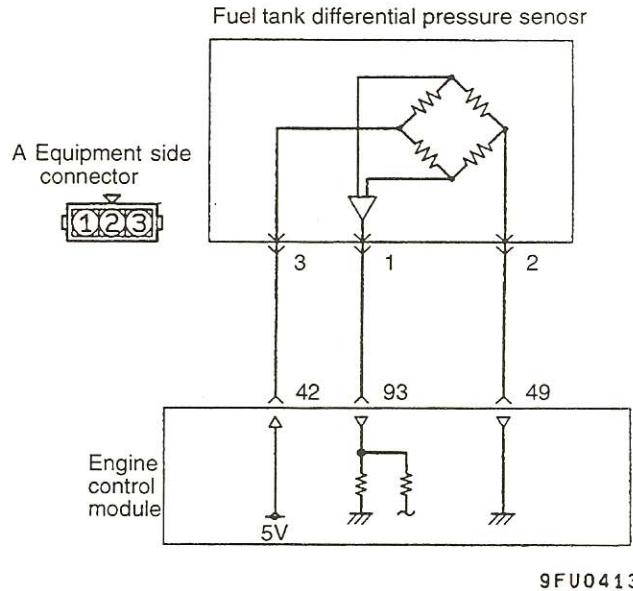 Fuel tank differential pressure senosr
A Equipment side
connector
1 2 3
3 1 2
42 93 49
Engine
control
module
5V
9FU0413